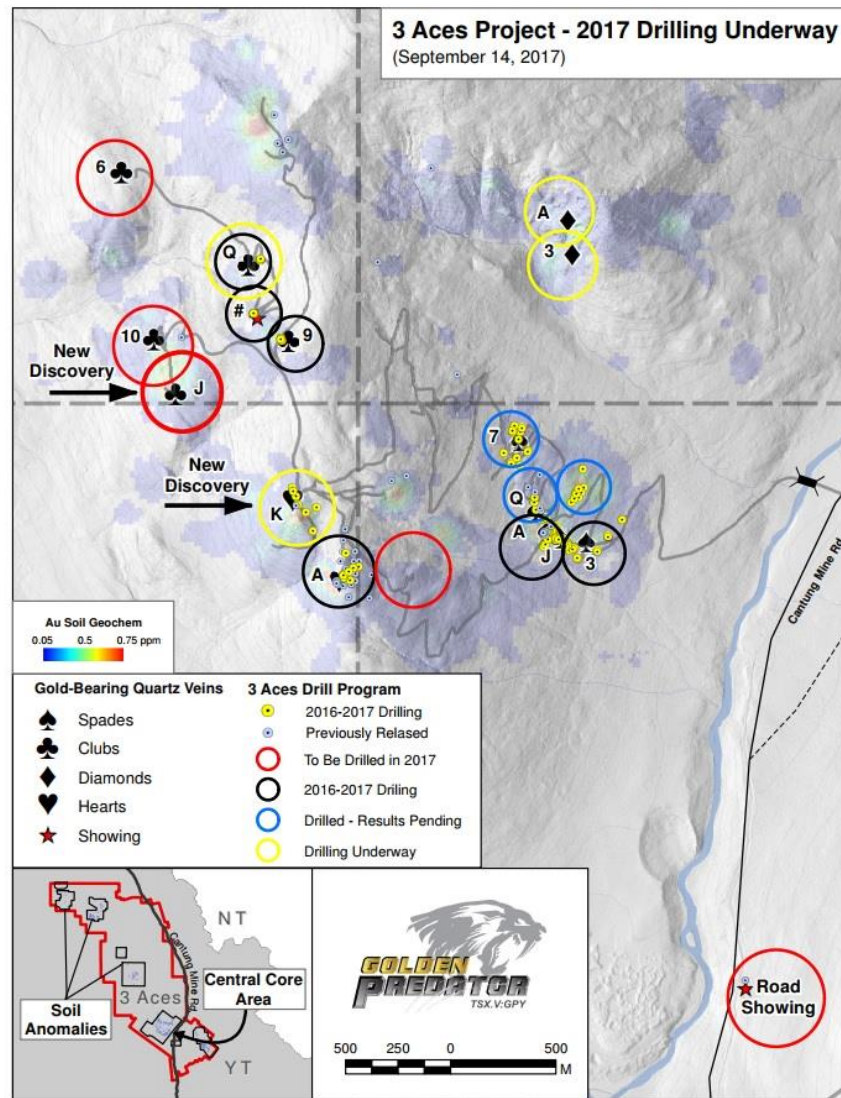 3 Aces Project - 2017 Drilling Underway
(September 14, 2017)
6
A
3
Q
#
9
10
New
Discovery
J
7
New
Discovery
Q
K
A
J
3
A
Cantung Mine Rd
Au Soil Geochem
0.05 0.5 0.75 ppm
Gold-Bearing Quartz Veins
Spades
Clubs
Diamonds
Hearts
Showing
3 Aces Drill Program
2016-2017 Drilling
Previously Relased
To Be Drilled in 2017
2016-2017 Driling
Drilled - Results Pending
Drilling Underway
Road
Showing
NT
Cantung Mine Rd
Central Core
Area
3 Aces
Soil
Anomalies
YT
GOLDEN
PREDATOR
TSX.V:GPY
500 250 0 500
M